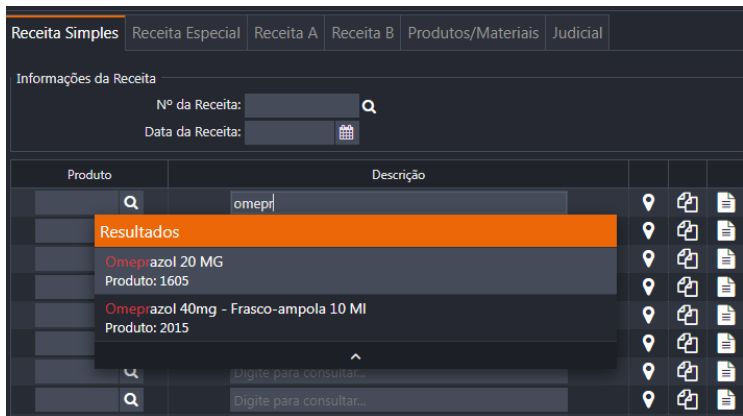 Receita Simples Receita Especial Receita A Receita B Produtos/Materiais Judicial
Informações da Receita
Nº da Receita:
Data da Receita:
Produto Descrição
omepr
Resultados
Omeprazol 20 MG
Produto: 1605
Omeprazol 40mg - Frasco-ampola 10 Ml
Produto: 2015
Digite para consultar...
Digite para consultar...